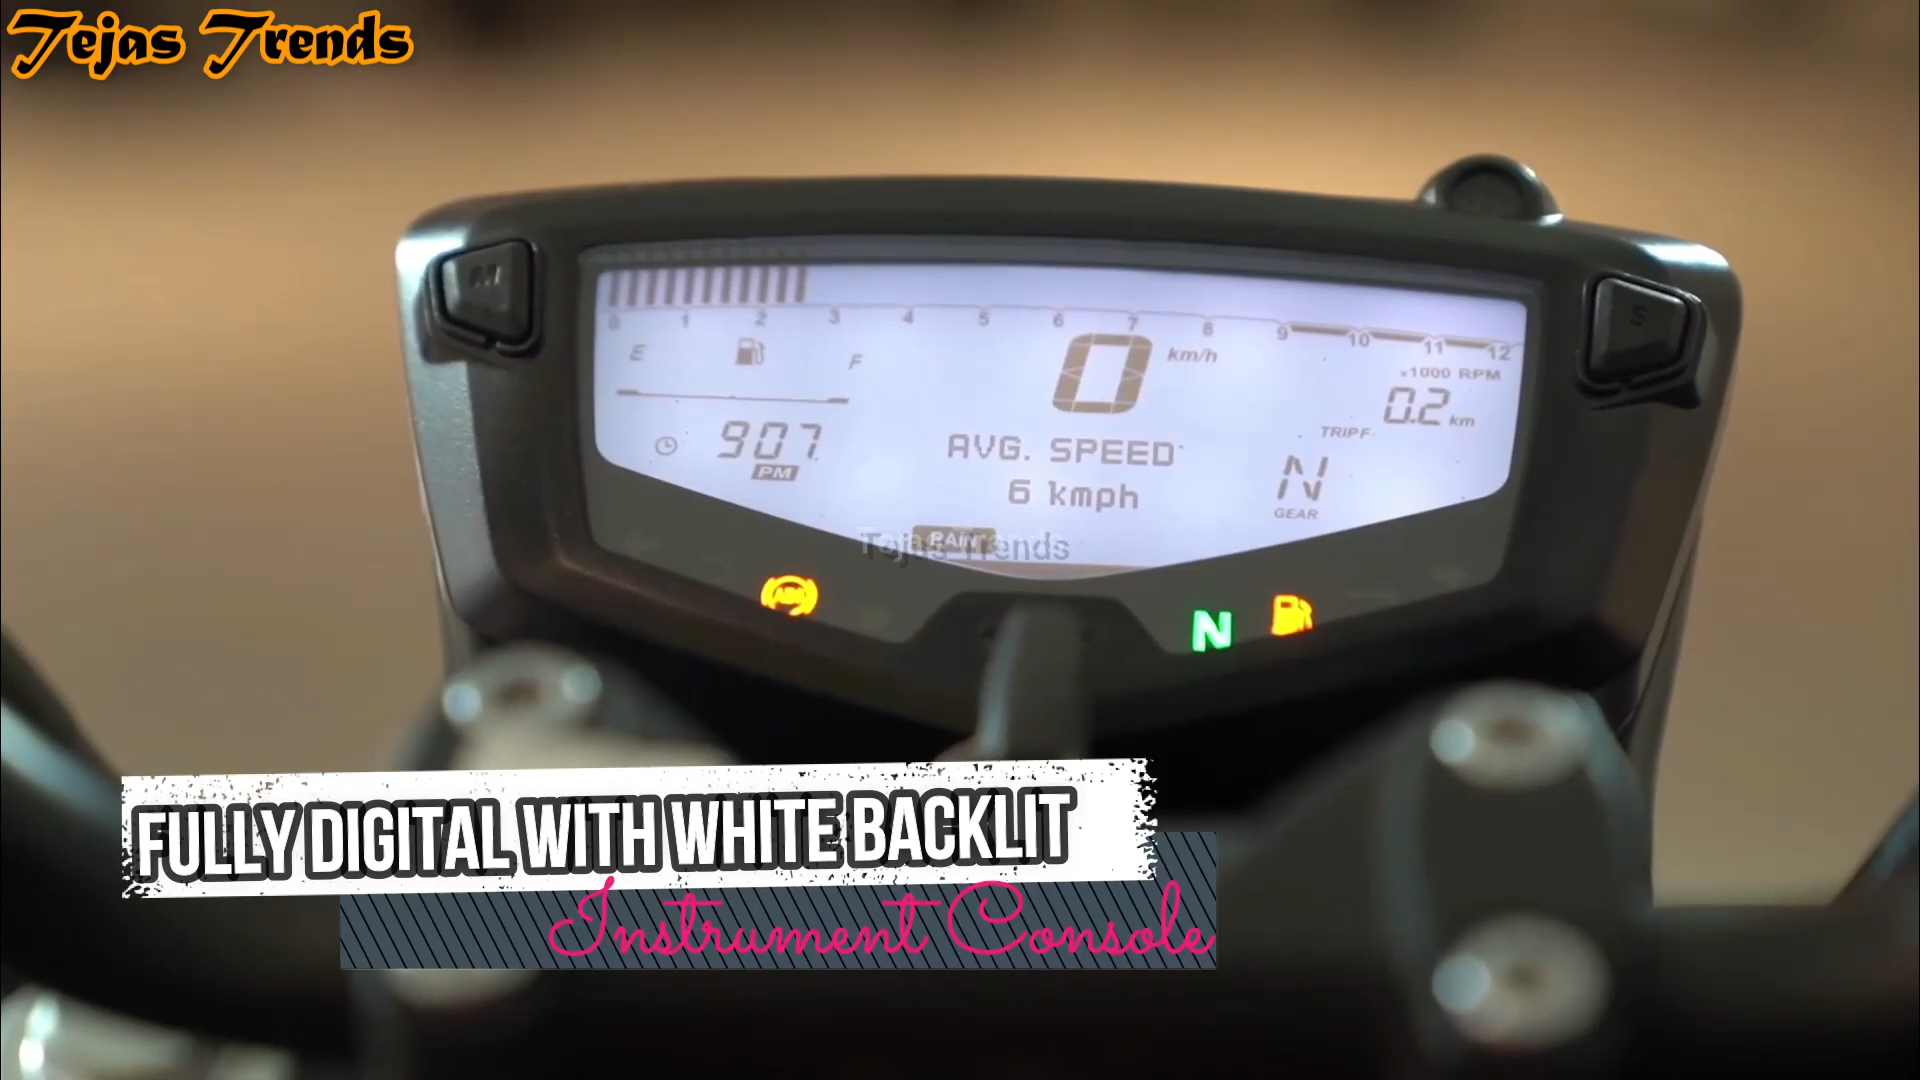 Tejas Trends
0 1 2 3 4 5 6 7 8 9 10 11 12
x1000 RPM
E F
0 km/h
0.2 km
TRIP F
907
PM
AVG. SPEED
6 kmph
N
GEAR
RAIN
Tejas Trends
ABS
N
S
FULLY DIGITAL WITH WHITE BACKLIT
Instrument Console